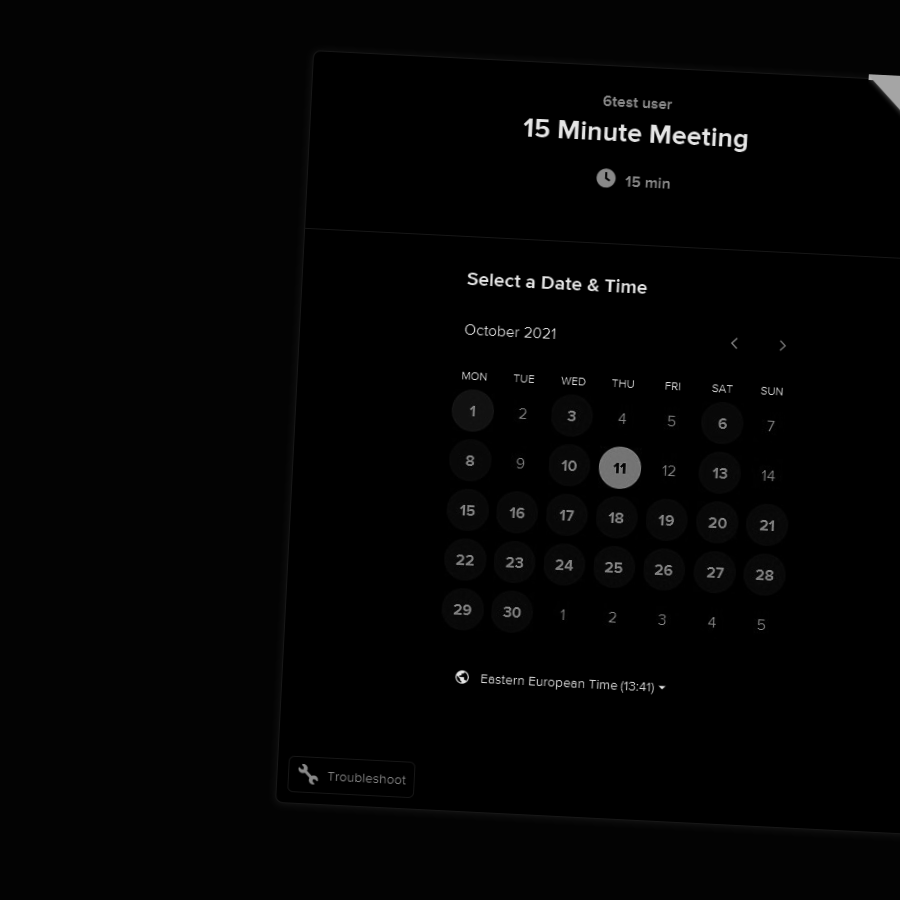 6test user
15 Minute Meeting
15 min
Select a Date & Time
October 2021
MON TUE WED THU FRI SAT SUN
1 2 3 4 5 6 7
8 9 10 11 12 13 14
15 16 17 18 19 20 21
22 23 24 25 26 27 28
29 30 1 2 3 4 5
Eastern European Time (13:41)
Troubleshoot